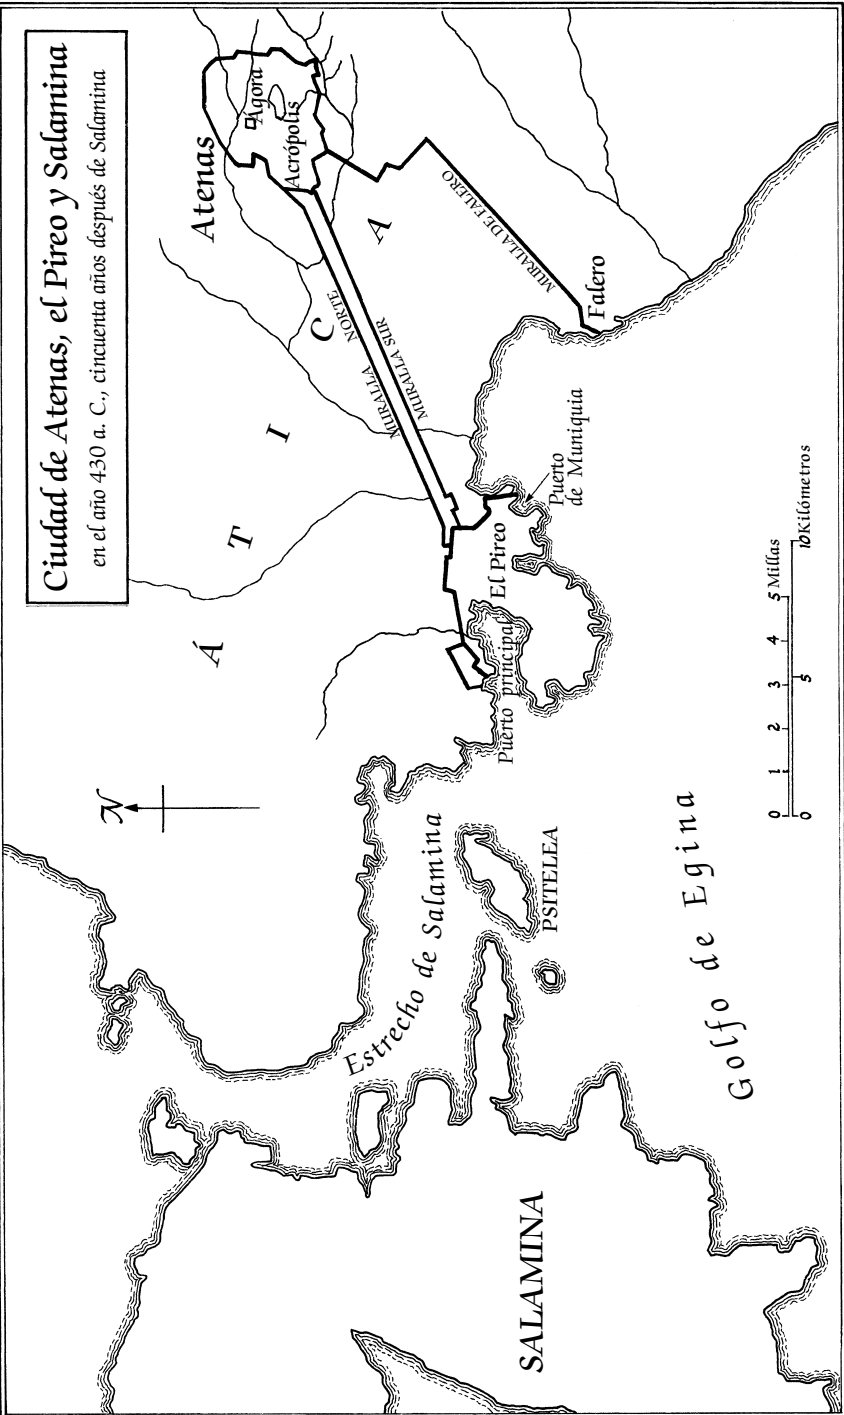 Ciudad de Atenas, el Pireo y Salamina
en el año 430 a. C., cincuenta años después de Salamina
Atenas
Ágora
Acrópolis
Á T I C A
MURALLA NORTE
MURALLA SUR
MURALLA DE FALERO
Falero
Puerto
de Muniquia
El Pireo
Puerto principal
N
Estrecho de Salamina
PSITELEA
SALAMINA
Golfo de Egina
0 1 2 3 4 5 Millas
0 5 10 Kilómetros